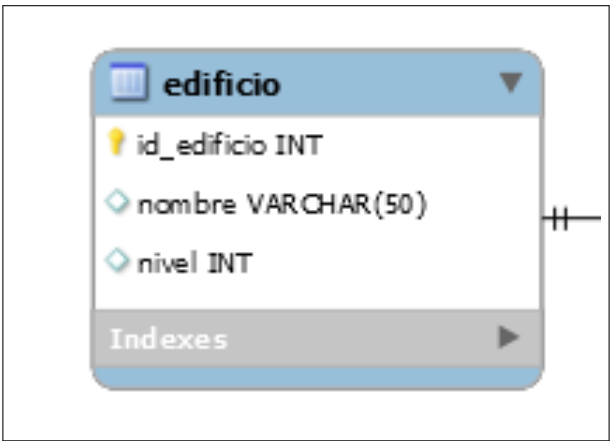 edificio
id_edificio INT
nombre VARCHAR(50)
nivel INT
Indexes